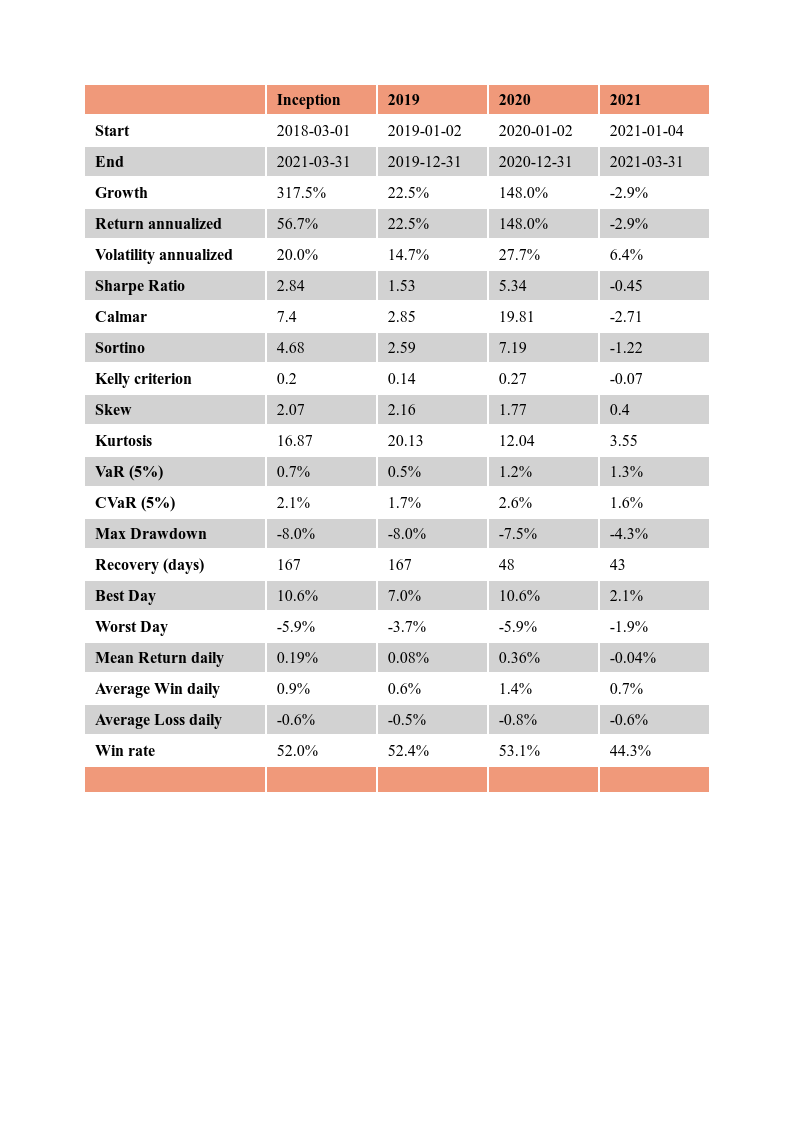 Inception 2019 2020 2021
Start 2018-03-01 2019-01-02 2020-01-02 2021-01-04
End 2021-03-31 2019-12-31 2020-12-31 2021-03-31
Growth 317.5% 22.5% 148.0% -2.9%
Return annualized 56.7% 22.5% 148.0% -2.9%
Volatility annualized 20.0% 14.7% 27.7% 6.4%
Sharpe Ratio 2.84 1.53 5.34 -0.45
Calmar 7.4 2.85 19.81 -2.71
Sortino 4.68 2.59 7.19 -1.22
Kelly criterion 0.2 0.14 0.27 -0.07
Skew 2.07 2.16 1.77 0.4
Kurtosis 16.87 20.13 12.04 3.55
VaR (5%) 0.7% 0.5% 1.2% 1.3%
CVaR (5%) 2.1% 1.7% 2.6% 1.6%
Max Drawdown -8.0% -8.0% -7.5% -4.3%
Recovery (days) 167 167 48 43
Best Day 10.6% 7.0% 10.6% 2.1%
Worst Day -5.9% -3.7% -5.9% -1.9%
Mean Return daily 0.19% 0.08% 0.36% -0.04%
Average Win daily 0.9% 0.6% 1.4% 0.7%
Average Loss daily -0.6% -0.5% -0.8% -0.6%
Win rate 52.0% 52.4% 53.1% 44.3%